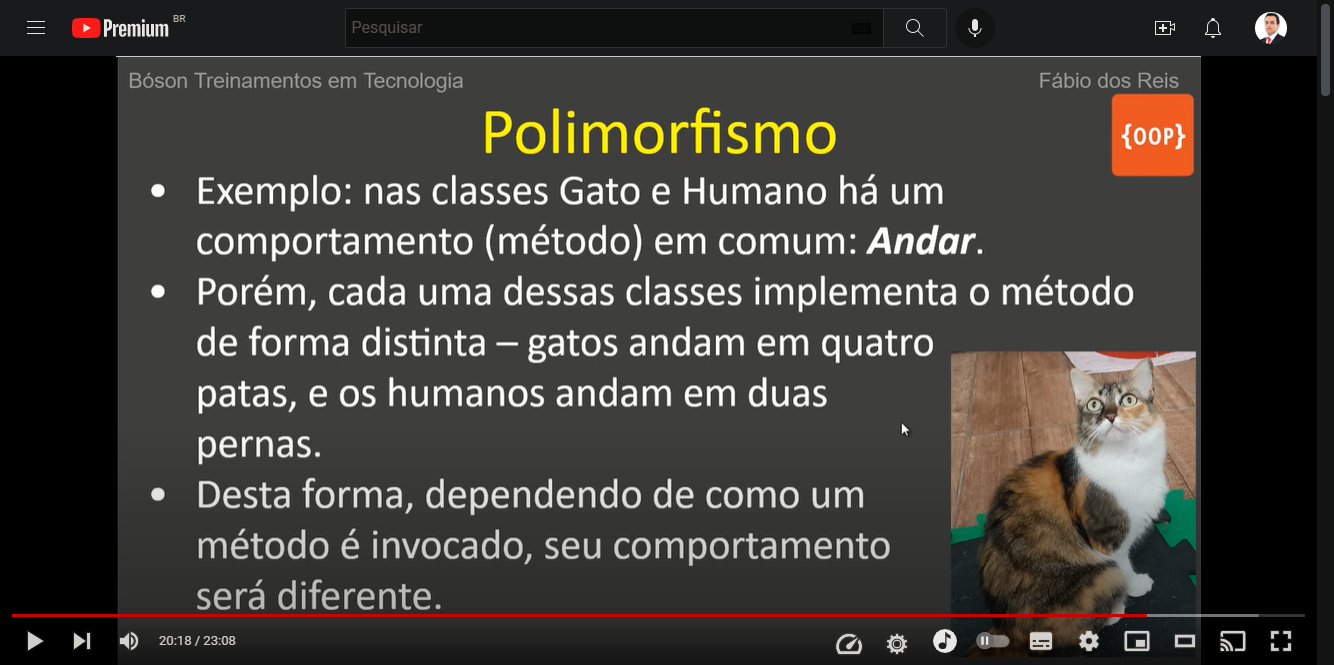 Premium BR
Pesquisar
Bóson Treinamentos em Tecnologia
Fábio dos Reis
Polimorfismo
{OOP}
• Exemplo: nas classes Gato e Humano há um
comportamento (método) em comum: Andar.
• Porém, cada uma dessas classes implementa o método
de forma distinta – gatos andam em quatro
patas, e os humanos andam em duas
pernas.
• Desta forma, dependendo de como um
método é invocado, seu comportamento
será diferente.
20:18 / 23:08